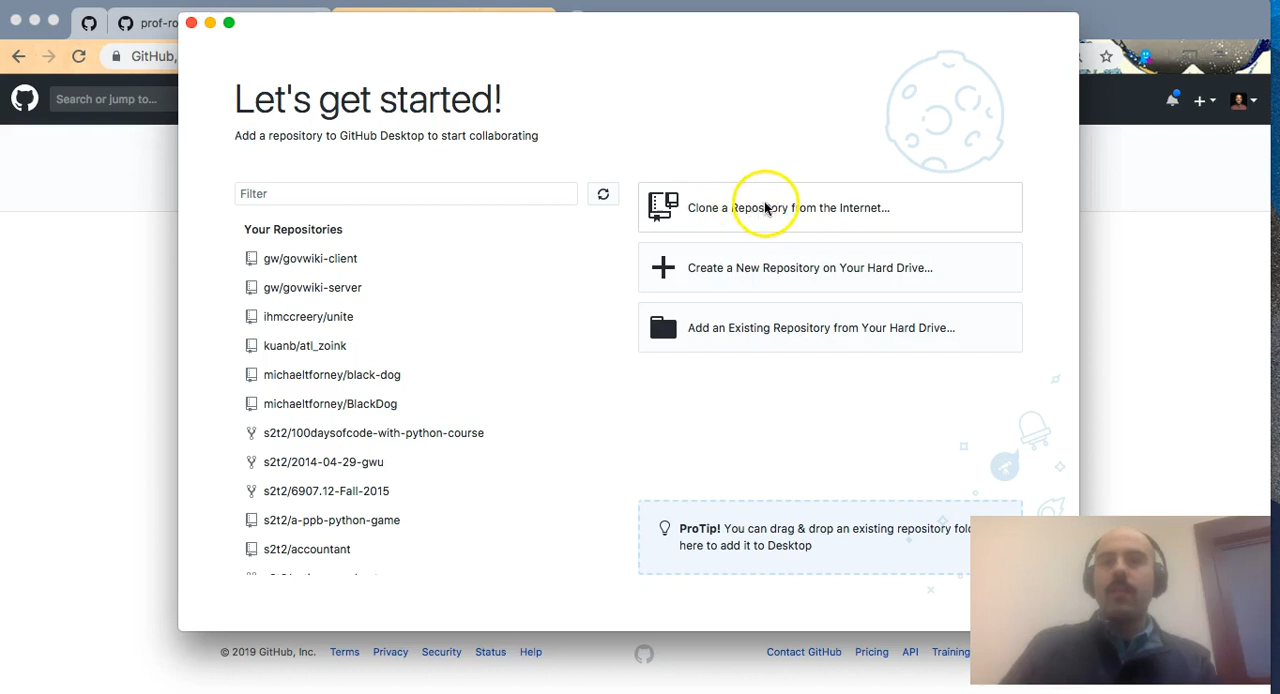 prof-ro
GitHub,
Search or jump to...
Let's get started!
Add a repository to GitHub Desktop to start collaborating
Filter
Your Repositories
gw/govwiki-client
gw/govwiki-server
ihmccreery/unite
kuanb/atl_zoink
michaeltforney/black-dog
michaeltforney/BlackDog
s2t2/100daysofcode-with-python-course
s2t2/2014-04-29-gwu
s2t2/6907.12-Fall-2015
s2t2/a-ppb-python-game
s2t2/accountant
Clone a Repository from the Internet...
Create a New Repository on Your Hard Drive...
Add an Existing Repository from Your Hard Drive...
ProTip! You can drag & drop an existing repository fol
here to add it to Desktop
© 2019 GitHub, Inc. Terms Privacy Security Status Help Contact GitHub Pricing API Training